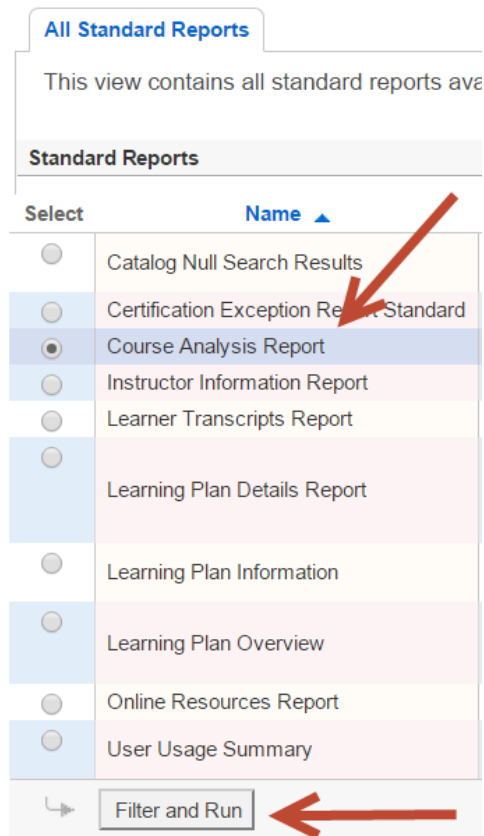 All Standard Reports
This view contains all standard reports ava
Standard Reports
Select Name
Catalog Null Search Results
Certification Exception Report Standard
Course Analysis Report
Instructor Information Report
Learner Transcripts Report
Learning Plan Details Report
Learning Plan Information
Learning Plan Overview
Online Resources Report
User Usage Summary
Filter and Run